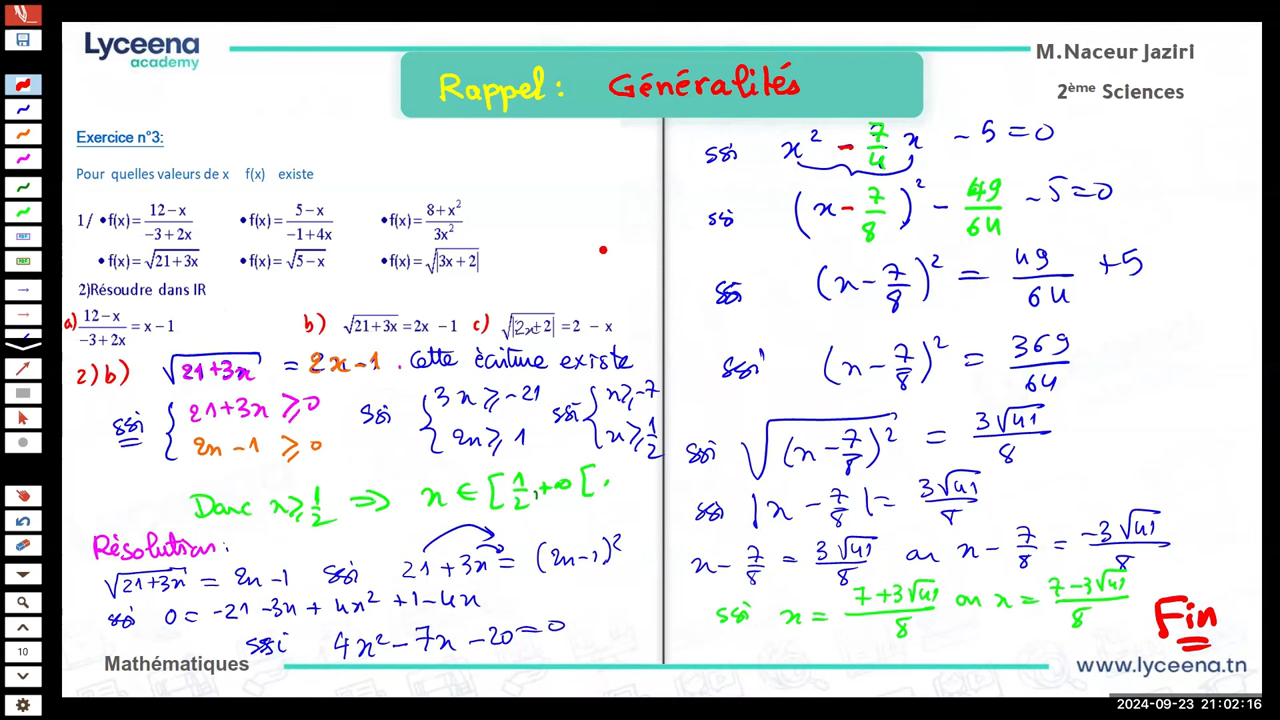 Lyceena
academy
M.Naceur Jaziri
2ème Sciences
Rappel : Généralités
Exercice n°3:
Pour quelles valeurs de x f(x) existe
1/ •f(x)= (12-x)/(-3+2x) •f(x)= (5-x)/(-1+4x) •f(x)= (8+x²)/(3x²)
•f(x)=√(21+3x) •f(x)=√(5-x) •f(x)=√|3x+2|
2)Résoudre dans IR
a) (12-x)/(-3+2x) = x-1 b) √(21+3x) = 2x -1 c) √|2x+2| = 2 - x
2) b) √(21+3x) = 2x-1 . Cette écriture existe
ssi { 21+3x ⩾ 0 ssi { 3x ⩾ -21 ssi { x ⩾ -7
2x-1 ⩾ 0 2x ⩾ 1 x ⩾ 1/2
Donc x ⩾ 1/2 ⟹ x ∈ [1/2, +∞[ .
Résolution :
√(21+3x) = 2x-1 ssi 21+3x = (2x-1)²
ssi 0 = -21 -3x + 4x² +1 -4x
ssi 4x² -7x -20 = 0
ssi x² - 7/4 x - 5 = 0
ssi (x - 7/8)² - 49/64 - 5 = 0
ssi (x - 7/8)² = 49/64 + 5
ssi (x - 7/8)² = 369/64
ssi √((x - 7/8)²) = 3√41/8
ssi |x - 7/8| = 3√41/8
x - 7/8 = 3√41/8 ou x - 7/8 = -3√41/8
ssi x = (7+3√41)/8 ou x = (7-3√41)/8
Fin
Mathématiques
www.lyceena.tn
10
2024-09-23 21:02:16